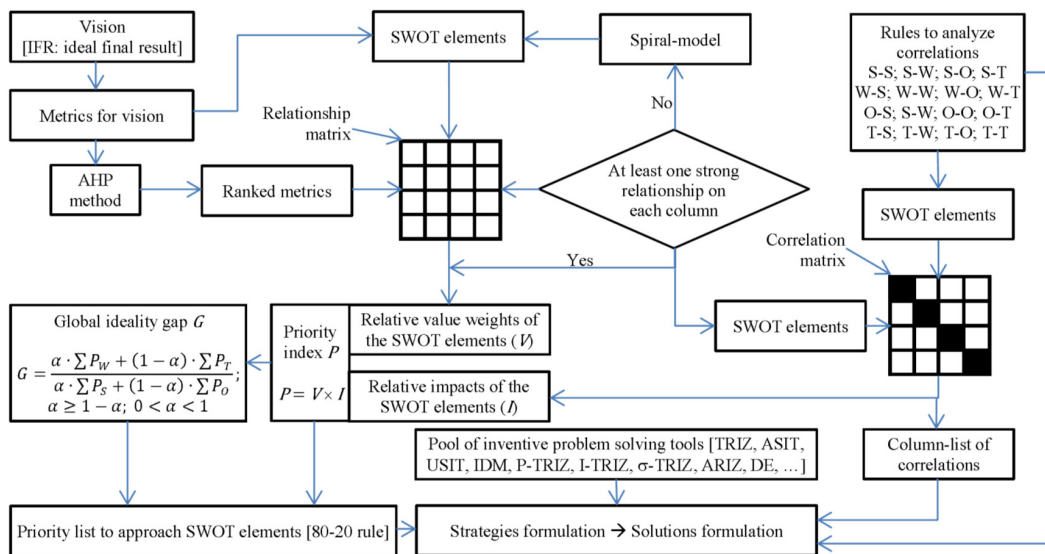 Vision
[IFR: ideal final result]
SWOT elements
Spiral-model
Rules to analyze
correlations
S-S; S-W; S-O; S-T
W-S; W-W; W-O; W-T
O-S; S-W; O-O; O-T
T-S; T-W; T-O; T-T
Metrics for vision
Relationship
matrix
No
AHP
method
Ranked metrics
At least one strong
relationship on
each column
SWOT elements
Correlation
matrix
Yes
Global ideality gap G
G = (α · ∑ P_W + (1 − α) · ∑ P_T) / (α · ∑ P_S + (1 − α) · ∑ P_O);
α ≥ 1 − α; 0 < α < 1
Priority
index P
P = V × I
Relative value weights of
the SWOT elements (V)
Relative impacts of the
SWOT elements (I)
SWOT elements
Pool of inventive problem solving tools [TRIZ, ASIT,
USIT, IDM, P-TRIZ, I-TRIZ, σ-TRIZ, ARIZ, DE, …]
Column-list of
correlations
Priority list to approach SWOT elements [80-20 rule]
Strategies formulation → Solutions formulation